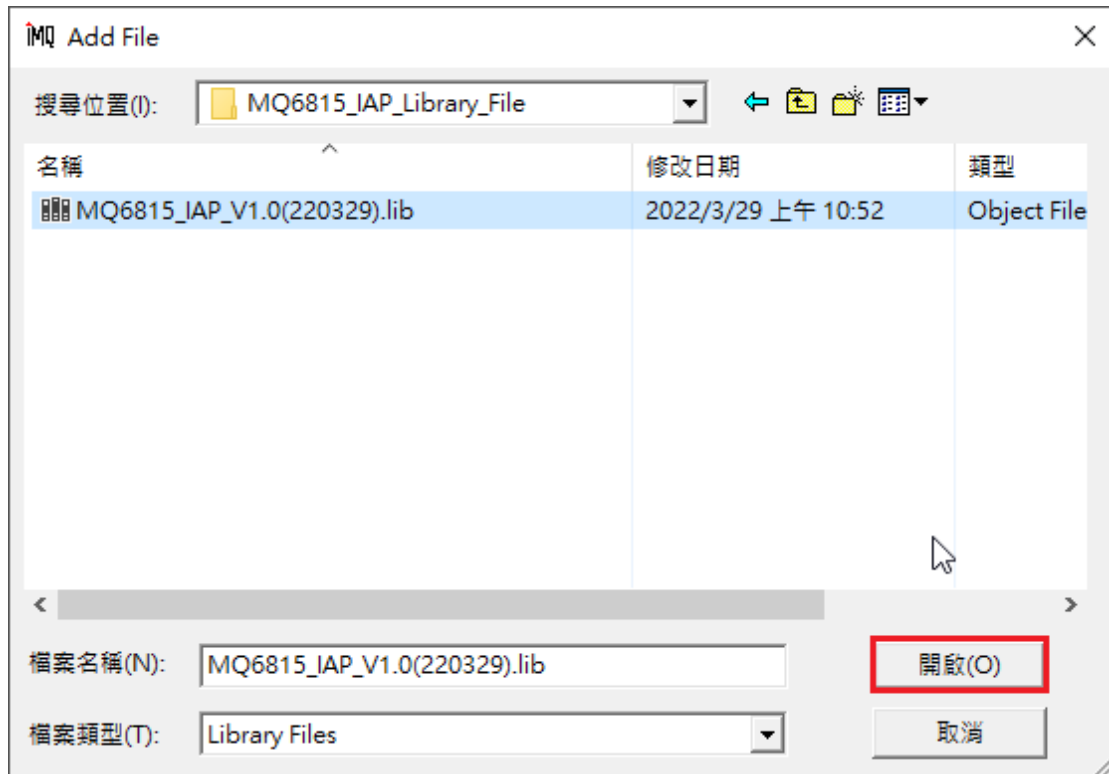 iMQ Add File
搜尋位置(I): MQ6815_IAP_Library_File
名稱 修改日期 類型
MQ6815_IAP_V1.0(220329).lib 2022/3/29 上午 10:52 Object File
檔案名稱(N): MQ6815_IAP_V1.0(220329).lib 開啟(O)
檔案類型(T): Library Files 取消